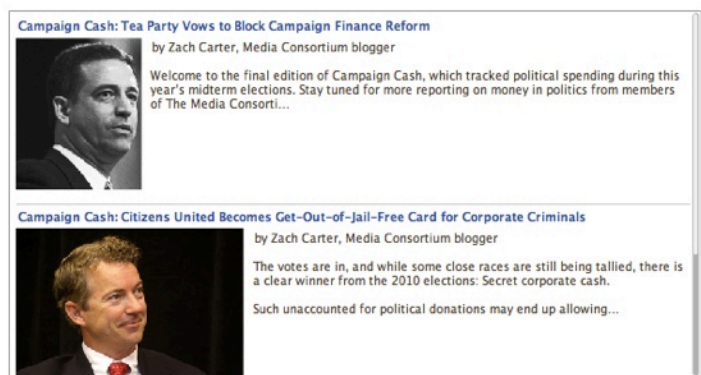 Campaign Cash: Tea Party Vows to Block Campaign Finance Reform
by Zach Carter, Media Consortium blogger
Welcome to the final edition of Campaign Cash, which tracked political spending during this
year's midterm elections. Stay tuned for more reporting on money in politics from members
of The Media Consorti...
Campaign Cash: Citizens United Becomes Get-Out-of-Jail-Free Card for Corporate Criminals
by Zach Carter, Media Consortium blogger
The votes are in, and while some close races are still being tallied, there is
a clear winner from the 2010 elections: Secret corporate cash.
Such unaccounted for political donations may end up allowing...